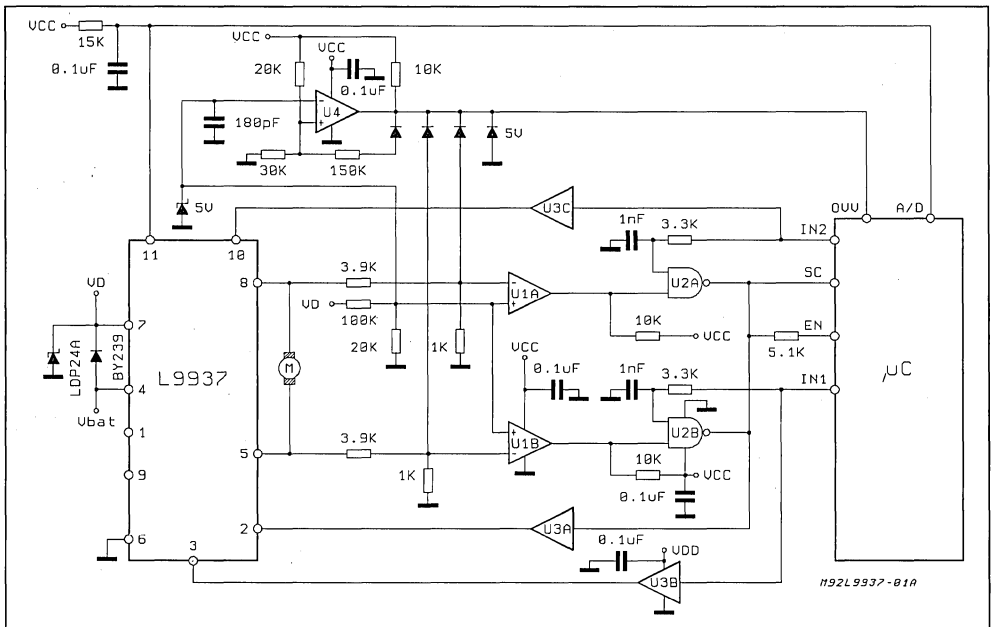 VCC
15K
0.1uF
VCC
20K
VCC
0.1uF
10K
U4
-
+
180pF
30K
150K
5V
5V
U3C
OVV
A/D
1nF
3.3K
IN2
11
10
8
3.9K
-
U1A
+
U2A
SC
VD
VD
100K
10K
VCC
EN
7
20K
1K
5.1K
LDP24A
BY239
L9937
M
VCC
0.1uF
1nF
3.3K
IN1
µC
4
Vbat
1
3.9K
+
U1B
-
U2B
5
9
1K
10K
VCC
0.1uF
2
U3A
6
3
0.1uF
VDD
U3B
M92L9937-01A